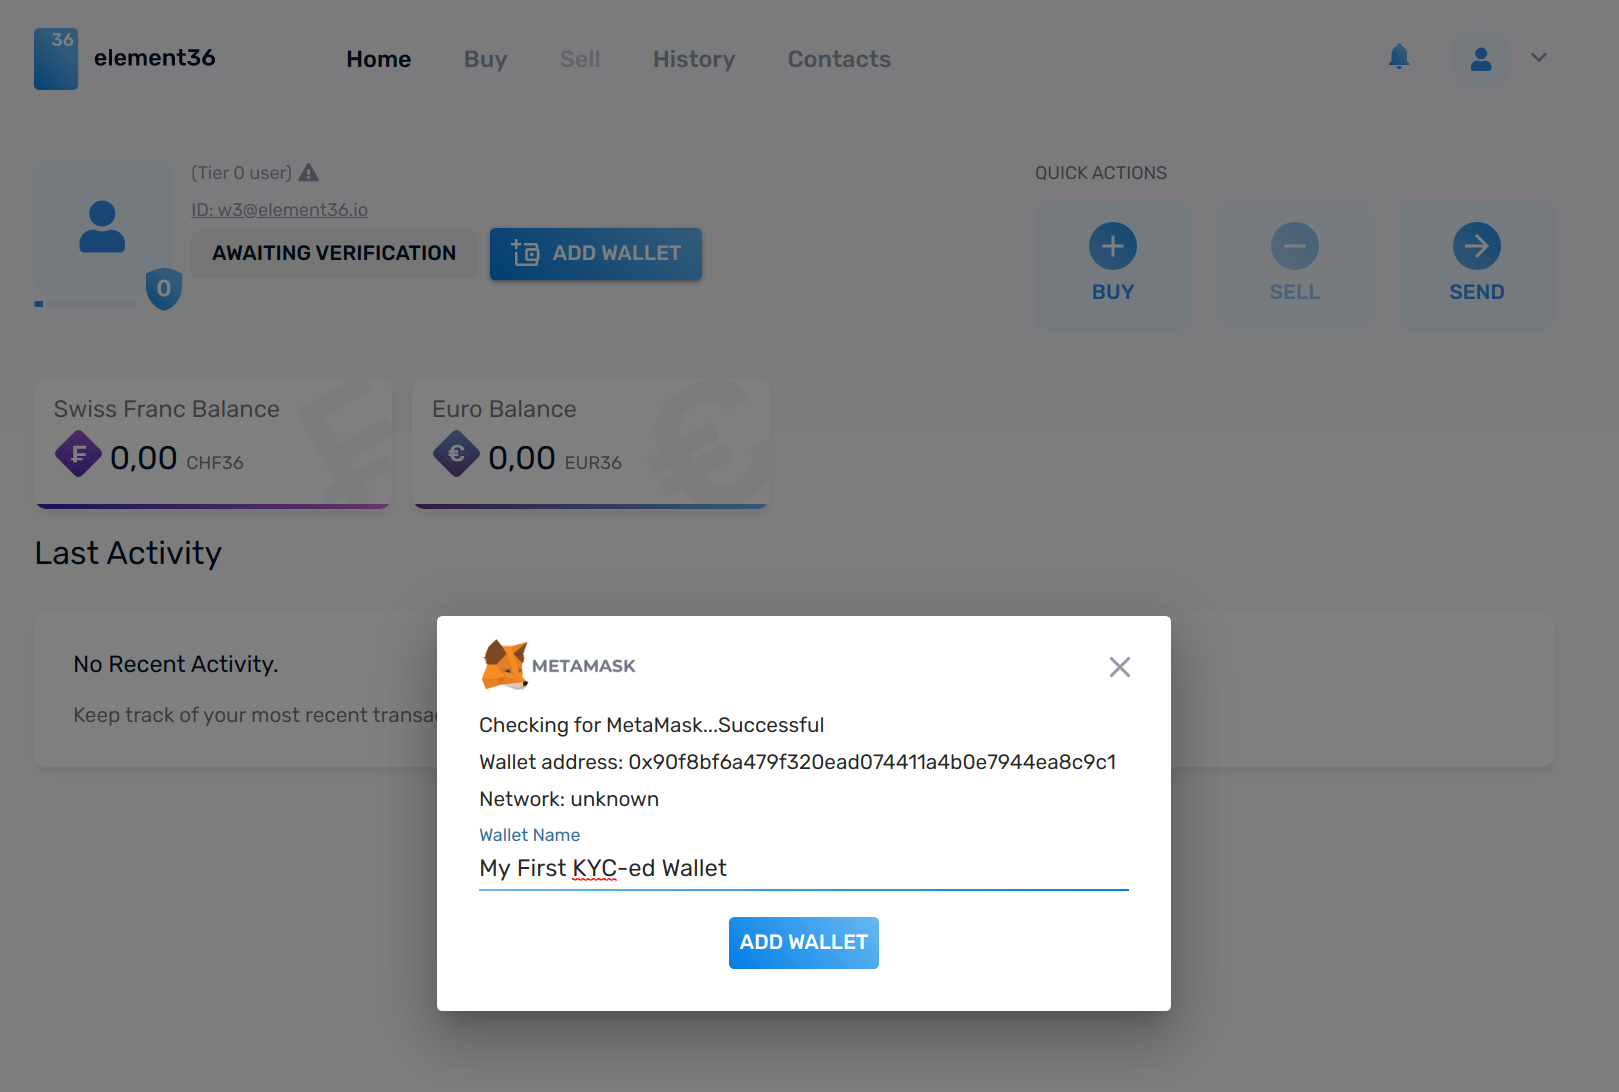 36
element36
Home Buy Sell History Contacts
(Tier 0 user)
ID: w3@element36.io
AWAITING VERIFICATION
ADD WALLET
0
QUICK ACTIONS
BUY SELL SEND
Swiss Franc Balance
0,00 CHF36
Euro Balance
€ 0,00 EUR36
€
Last Activity
No Recent Activity.
Keep track of your most recent
METAMASK
Checking for MetaMask...Successful
Wallet address: 0x90f8bf6a479f320ead074411a4b0e7944ea8c9c1
Network: unknown
Wallet Name
My First KYC-ed Wallet
ADD WALLET